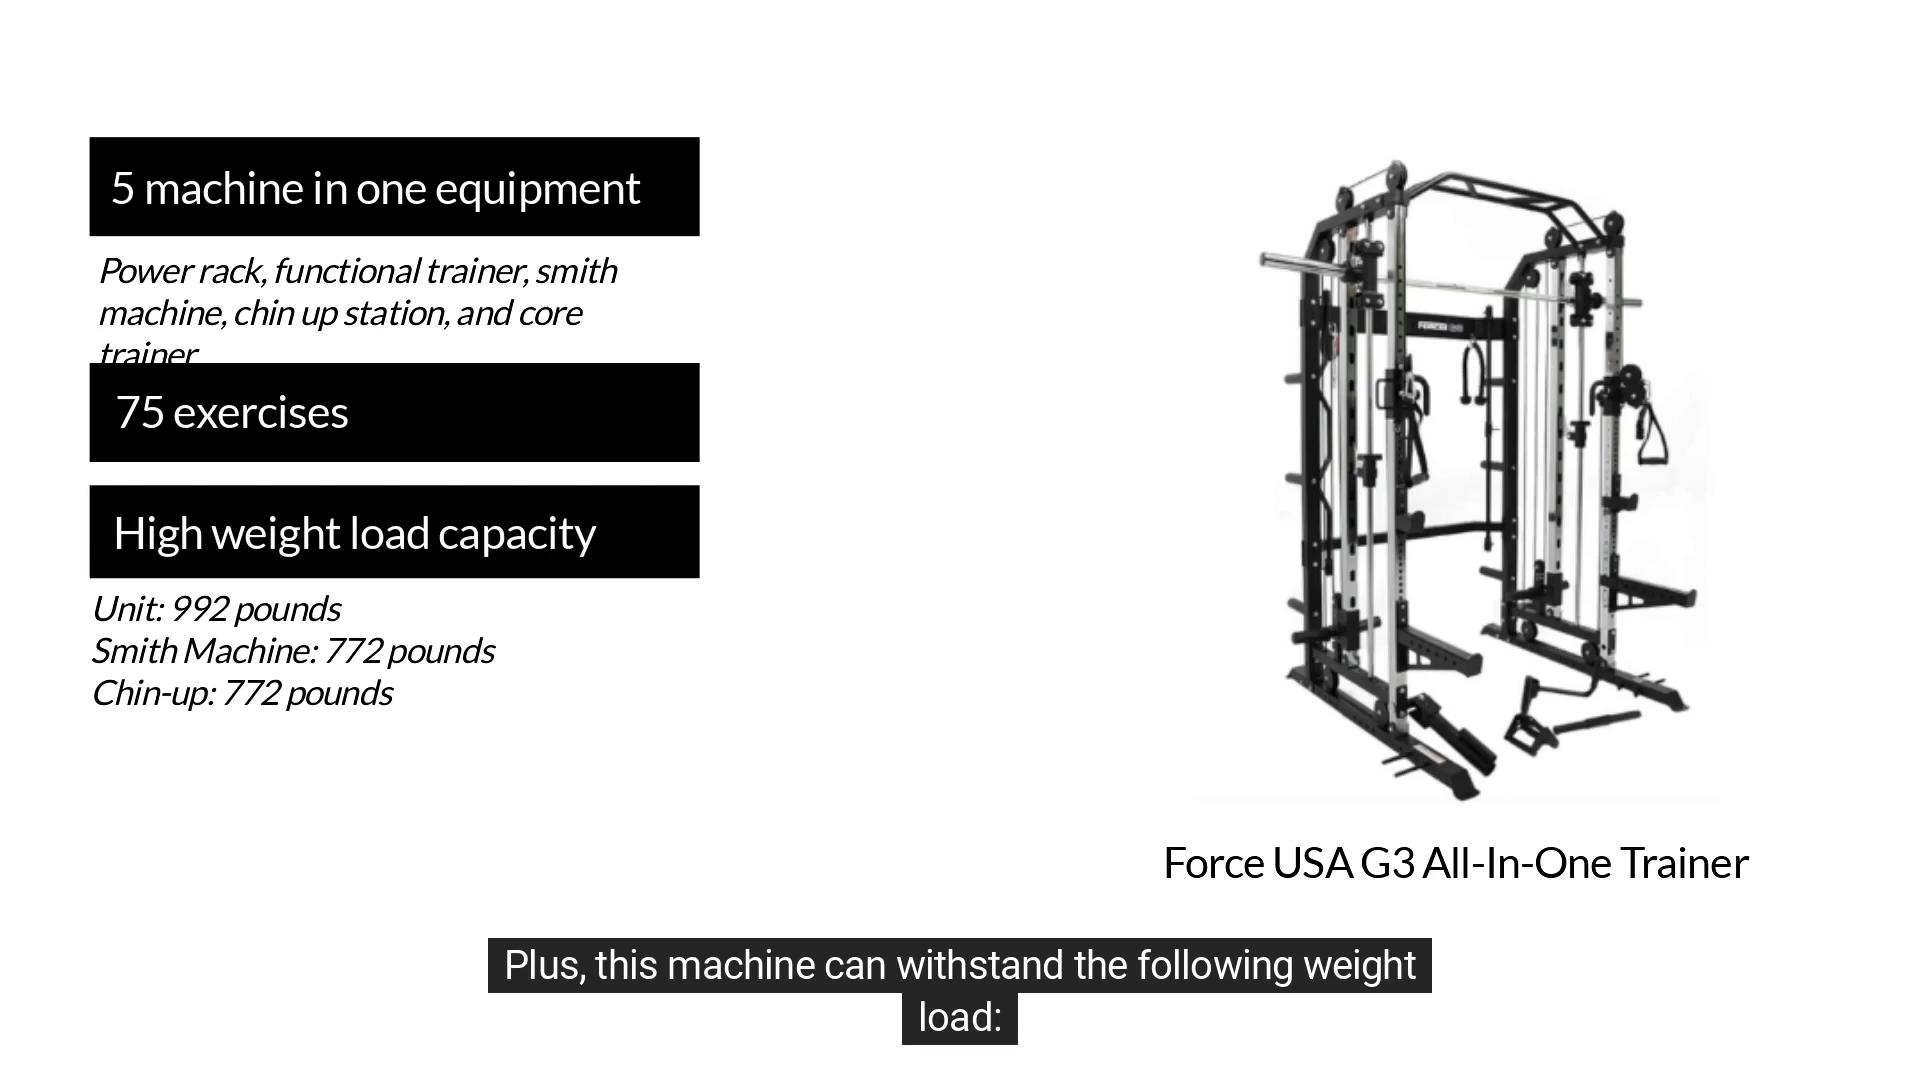 5 machine in one equipment
Power rack, functional trainer, smith
machine, chin up station, and core
trainer
75 exercises
High weight load capacity
Unit: 992 pounds
Smith Machine: 772 pounds
Chin-up: 772 pounds
Force USA G3 All-In-One Trainer
Plus, this machine can withstand the following weight
load: